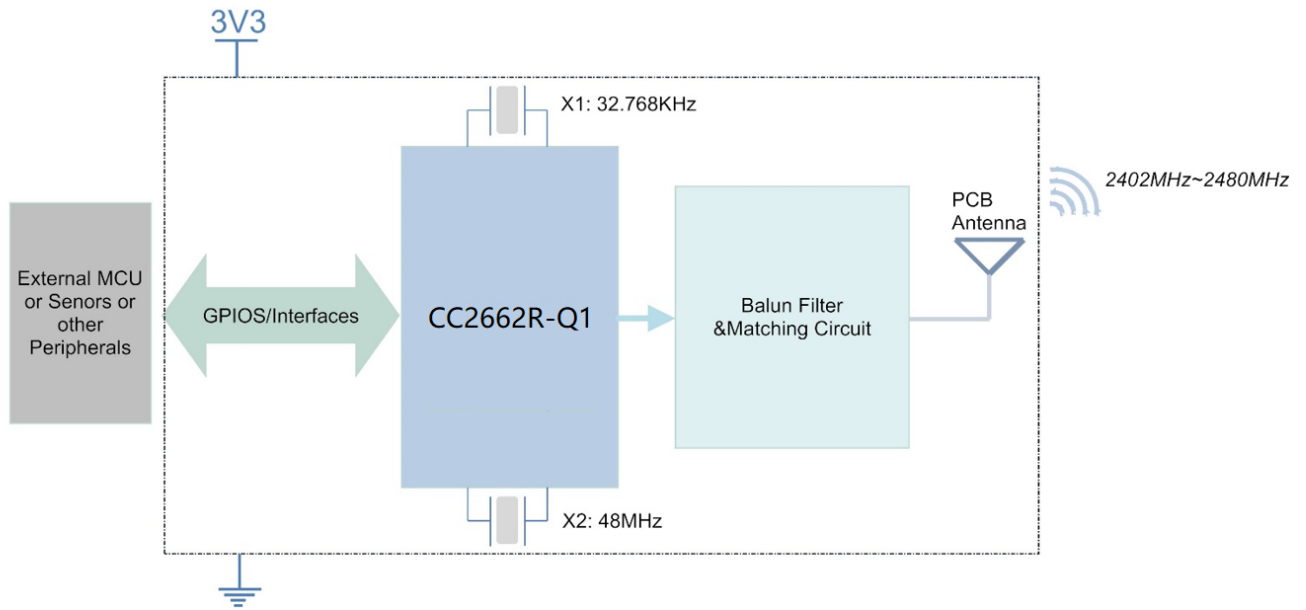 3V3
X1: 32.768KHz
2402MHz~2480MHz
PCB
Antenna
External MCU
or Senors or
other
Peripherals
GPIOS/Interfaces
CC2662R-Q1
Balun Filter
&Matching Circuit
X2: 48MHz